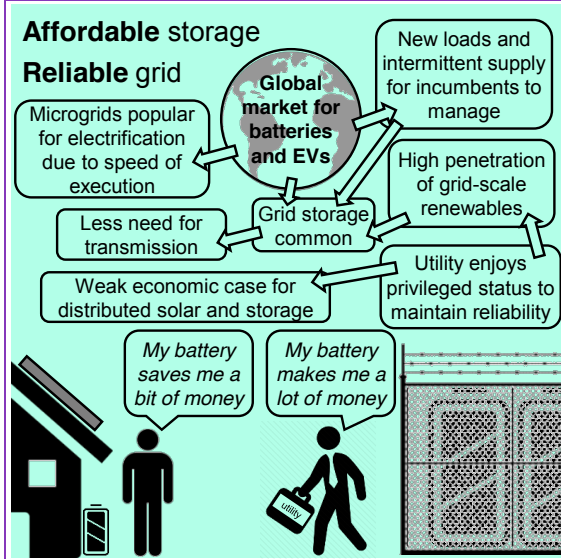 Affordable storage
Reliable grid
Global
market for
batteries
and EVs
New loads and
intermittent supply
for incumbents to
manage
Microgrids popular
for electrification
due to speed of
execution
High penetration
of grid-scale
renewables
Grid storage
common
Less need for
transmission
Utility enjoys
privileged status to
maintain reliability
Weak economic case for
distributed solar and storage
My battery
saves me a
bit of money
My battery
makes me a
lot of money
utility